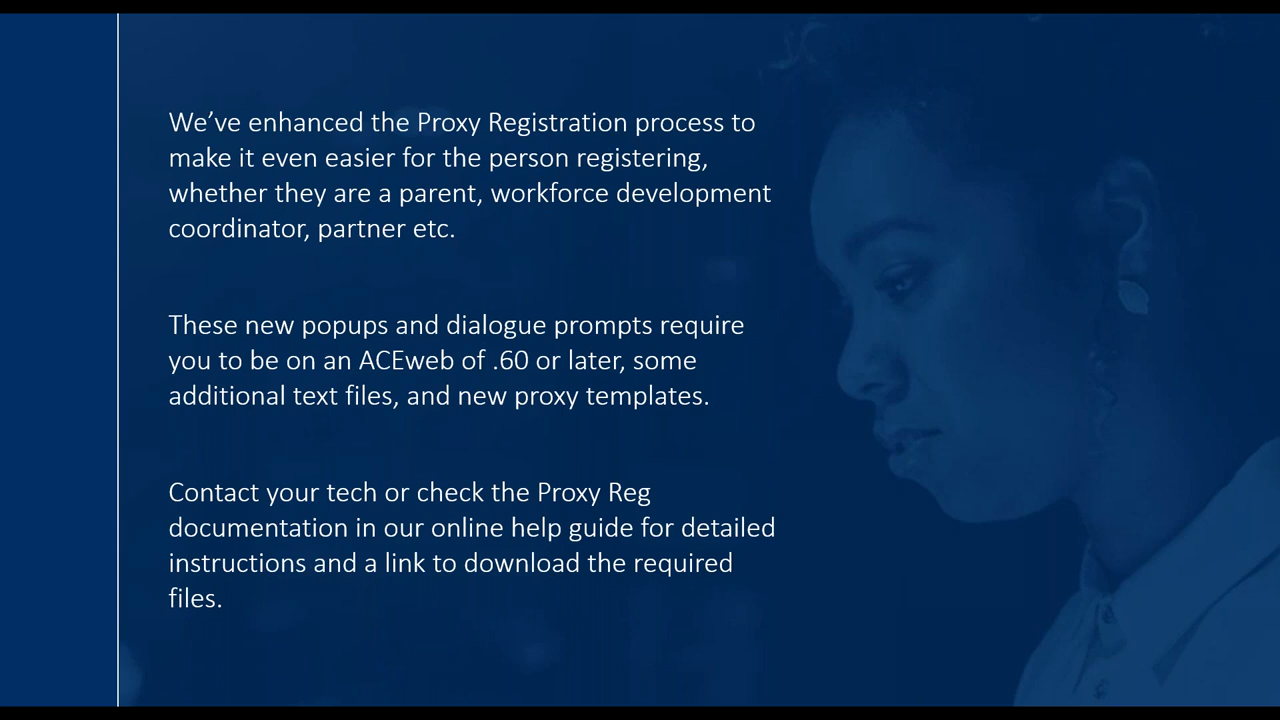 We’ve enhanced the Proxy Registration process to
make it even easier for the person registering,
whether they are a parent, workforce development
coordinator, partner etc.
These new popups and dialogue prompts require
you to be on an ACEweb of .60 or later, some
additional text files, and new proxy templates.
Contact your tech or check the Proxy Reg
documentation in our online help guide for detailed
instructions and a link to download the required
files.